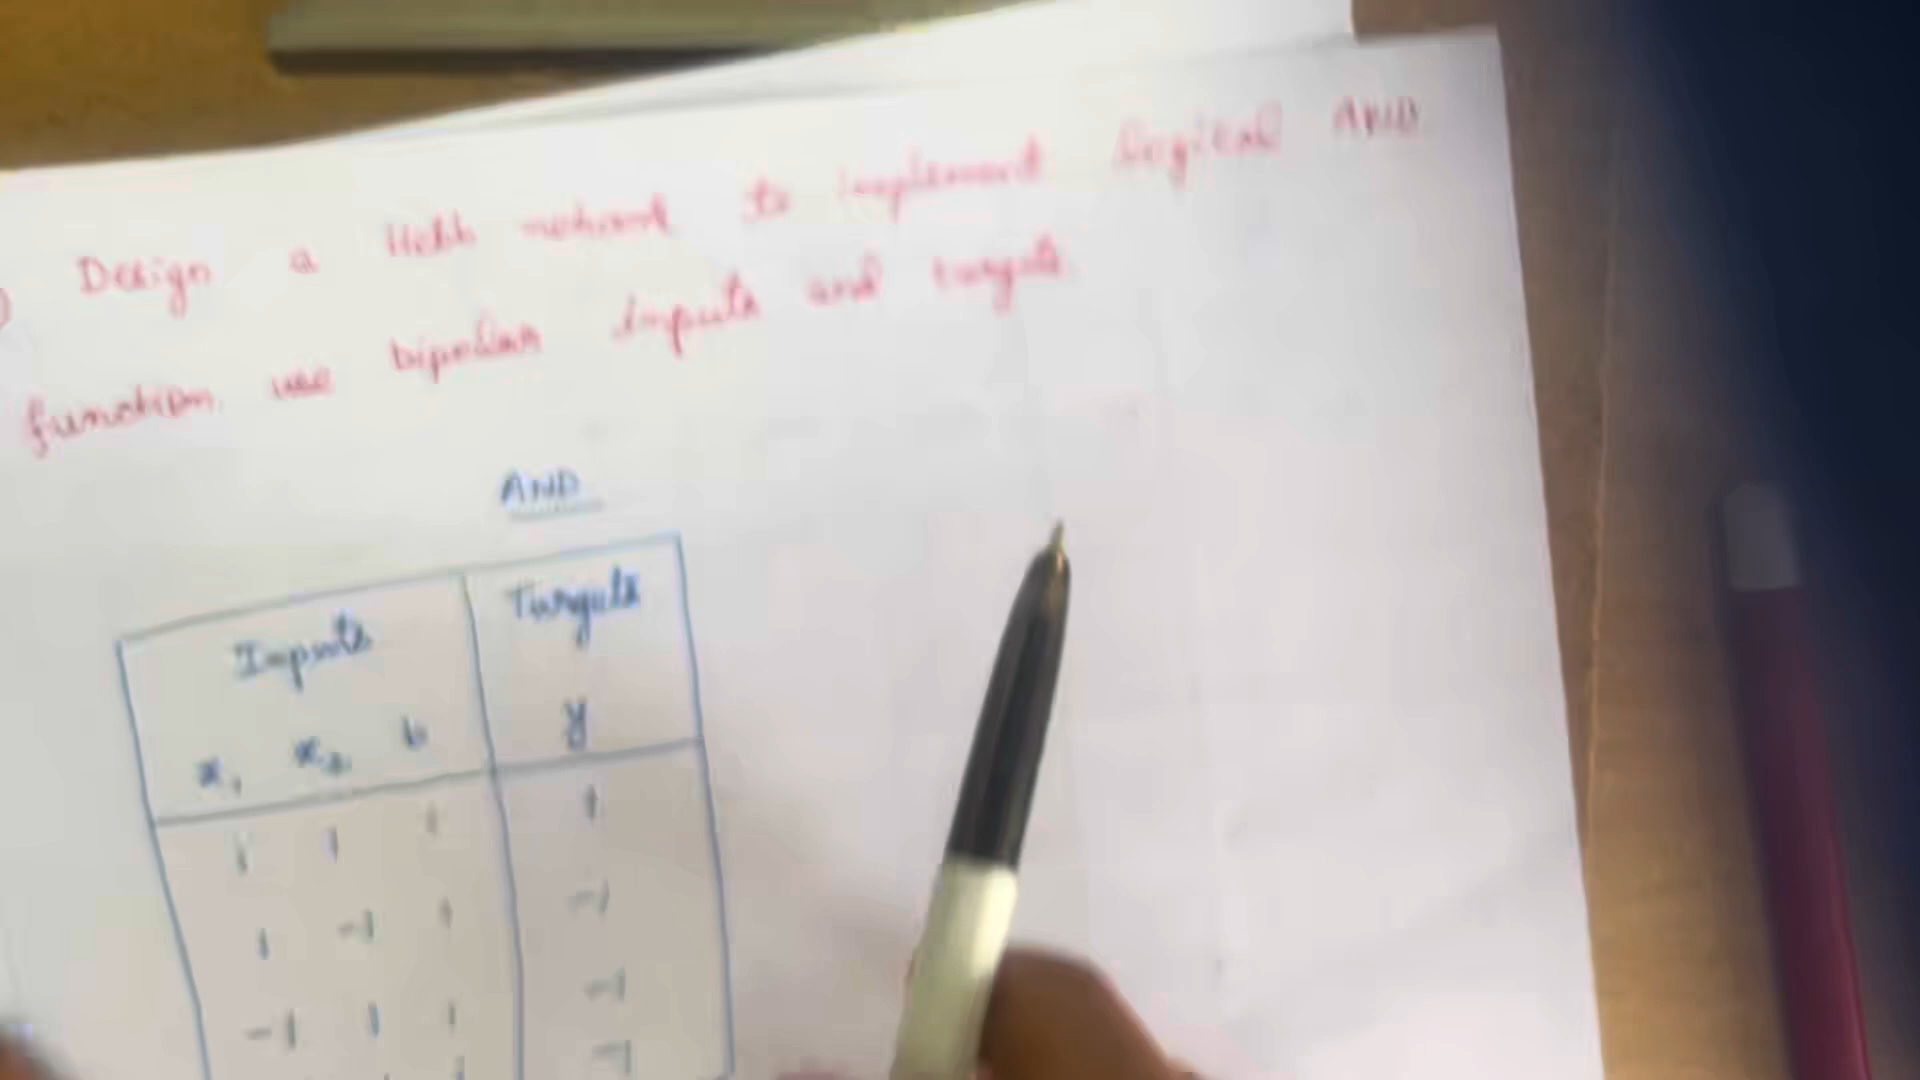 Design a Hebb network to implement logical AND
function. use bipolar inputs and targets.
AND
Inputs Targets
x₁ x₂ b y
1 1 1 1
1 -1 1 -1
-1 1 1 -1
-1